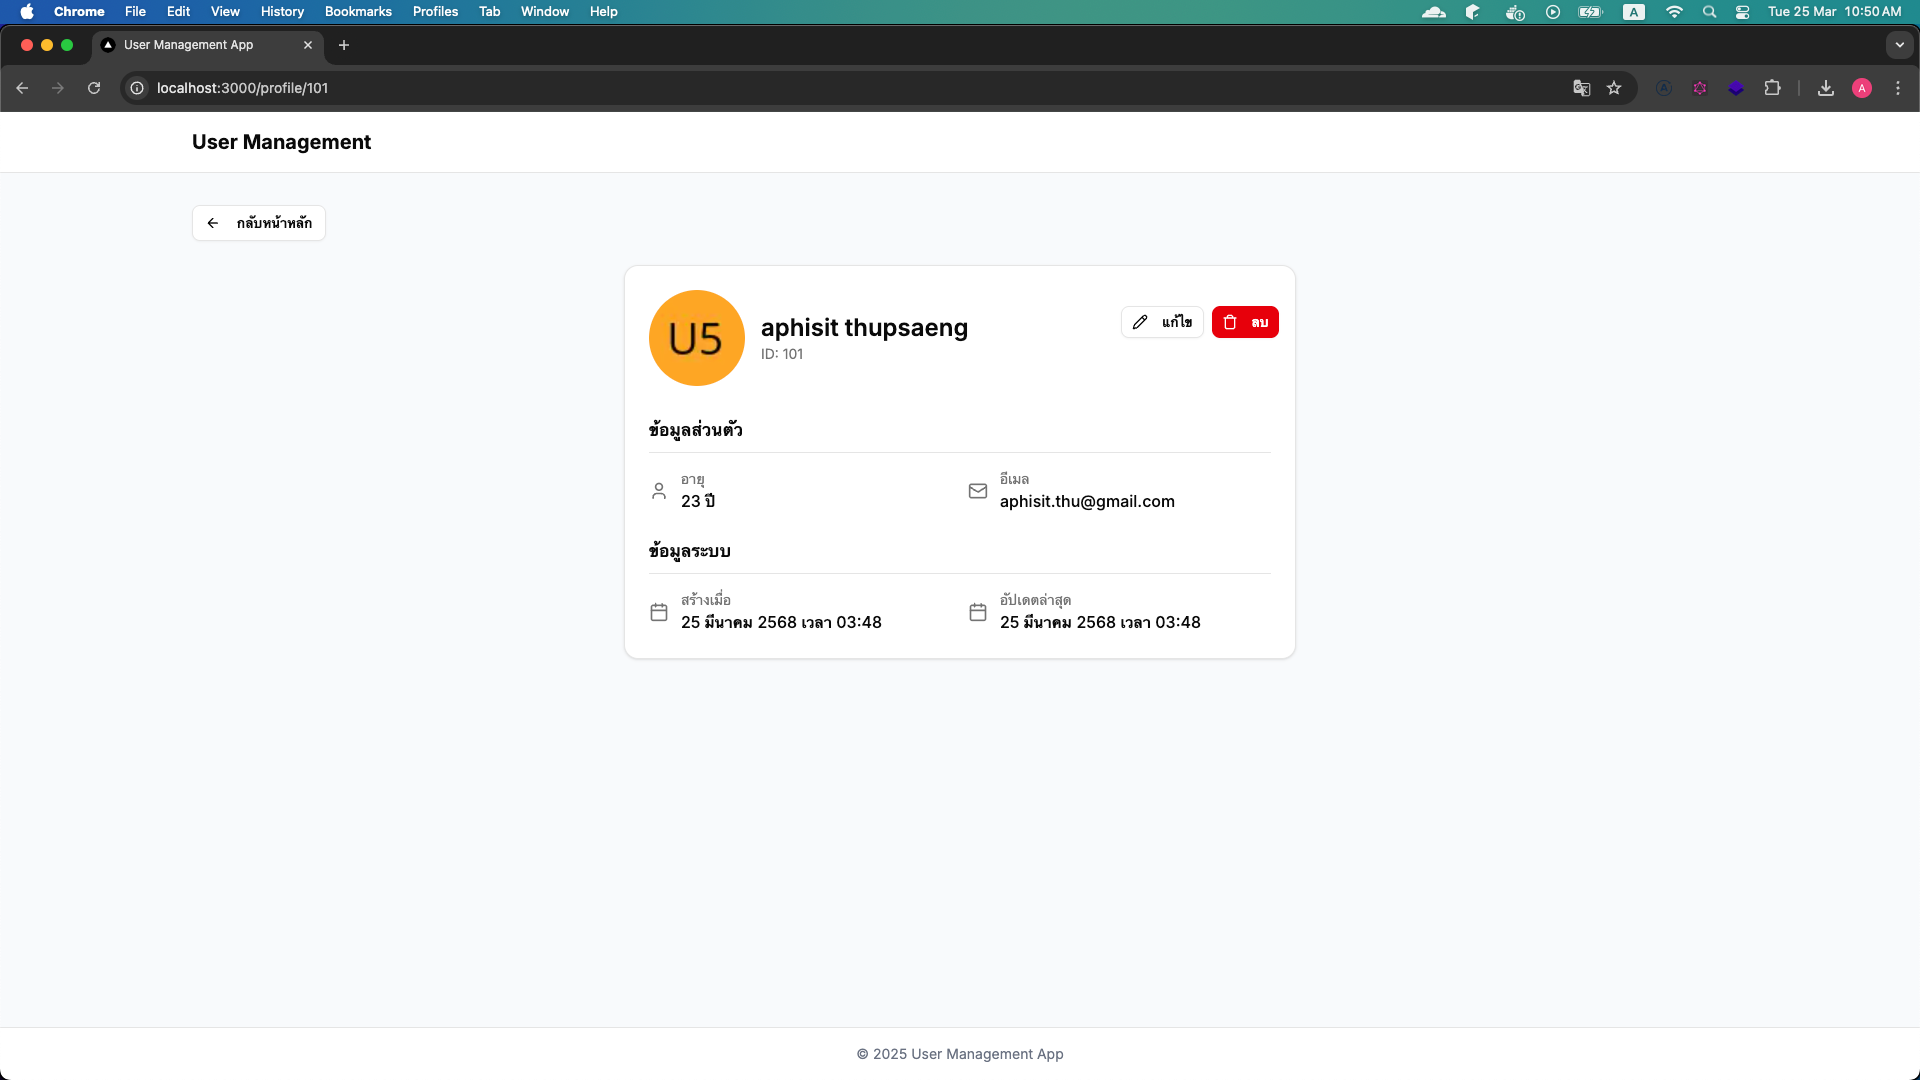 Chrome File Edit View History Bookmarks Profiles Tab Window Help A Tue 25 Mar 10:50 AM
User Management App
localhost:3000/profile/101 A A
User Management
กลับหน้าหลัก
U5
aphisit thupsaeng
ID: 101
แก้ไข
ลบ
ข้อมูลส่วนตัว
อายุ
23 ปี
อีเมล
aphisit.thu@gmail.com
ข้อมูลระบบ
สร้างเมื่อ
25 มีนาคม 2568 เวลา 03:48
อัปเดตล่าสุด
25 มีนาคม 2568 เวลา 03:48
© 2025 User Management App